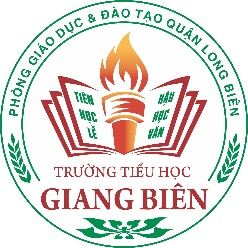 PHÒNG GIÁO DỤC & ĐÀO TẠO QUẬN LONG BIÊN
TIÊN
HỌC
LỄ
HẬU
HỌC
VĂN
TRƯỜNG TIỂU HỌC
GIANG BIÊN